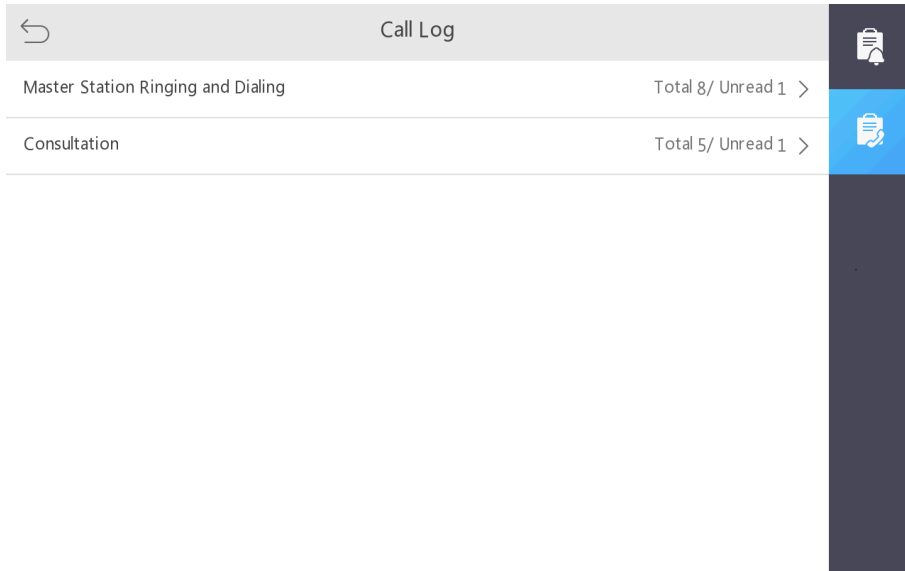 Call Log
Master Station Ringing and Dialing Total 8/ Unread 1
Consultation Total 5/ Unread 1